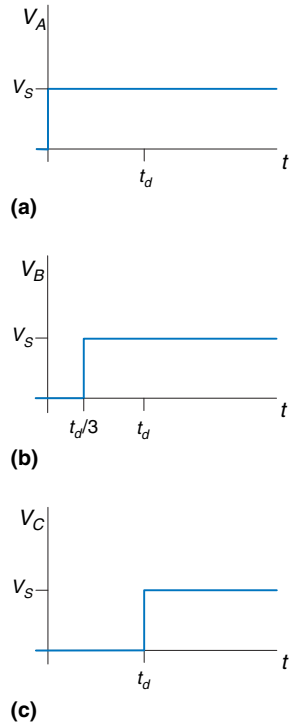 V_A
V_S
t_d
t
(a)
V_B
V_S
t_d/3
t_d
t
(b)
V_C
V_S
t_d
t
(c)